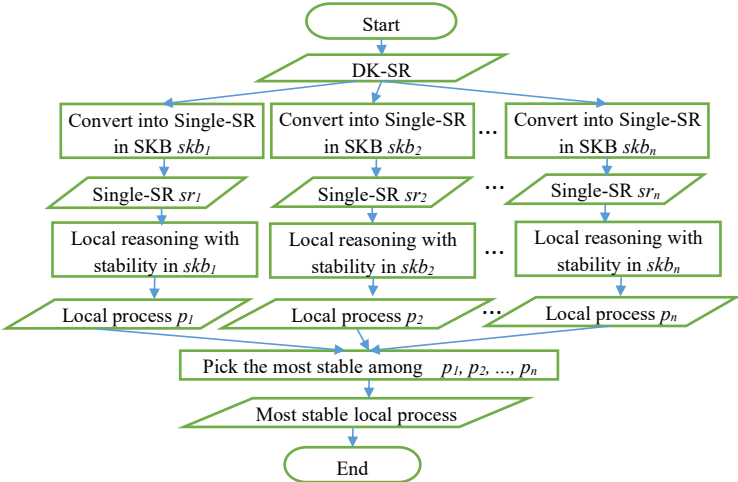 Start
DK-SR
Convert into Single-SR
in SKB skb1
Convert into Single-SR
in SKB skb2
...
Convert into Single-SR
in SKB skbn
Single-SR sr1
Single-SR sr2
...
Single-SR srn
Local reasoning with
stability in skb1
Local reasoning with
stability in skb2
...
Local reasoning with
stability in skbn
Local process p1
Local process p2
...
Local process pn
Pick the most stable among p1, p2, ..., pn
Most stable local process
End